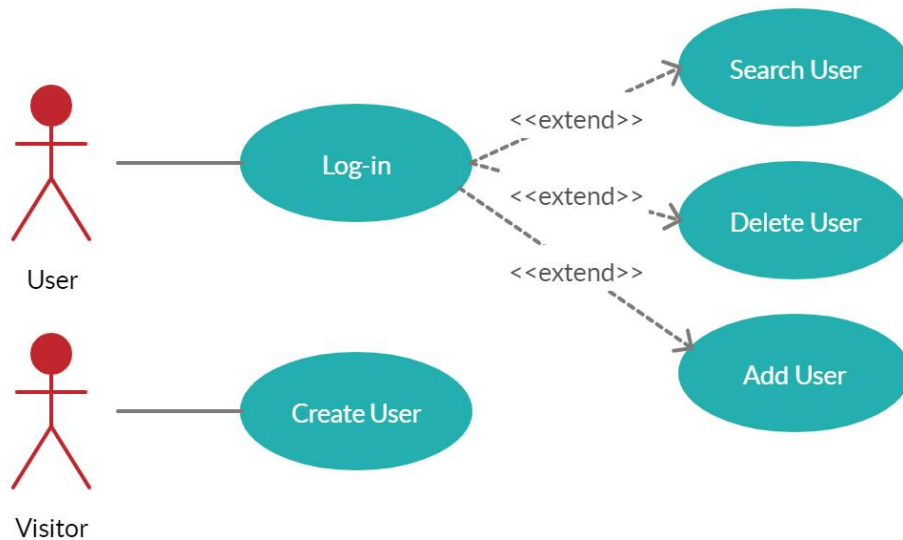 Search User
<<extend>>
Log-in
<<extend>>
Delete User
User
<<extend>>
Add User
Create User
Visitor